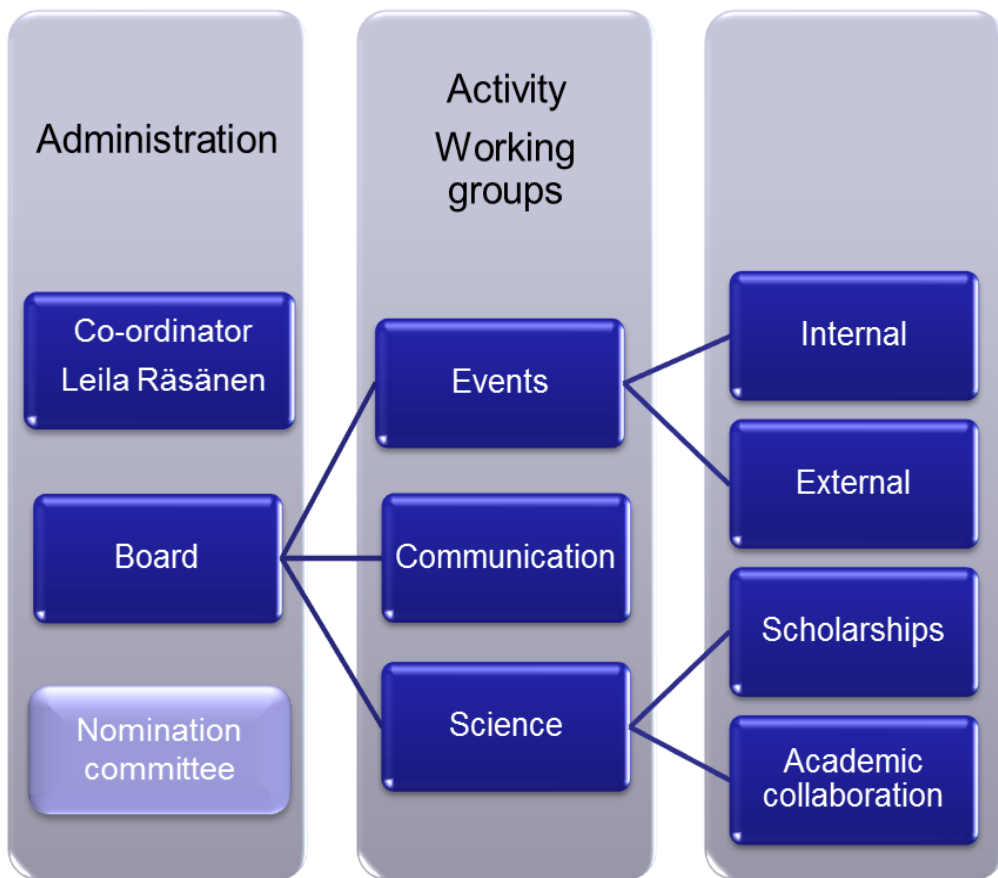 Administration
Co-ordinator
Leila Räsänen
Board
Nomination
committee
Activity
Working
groups
Events
Communication
Science
Internal
External
Scholarships
Academic
collaboration